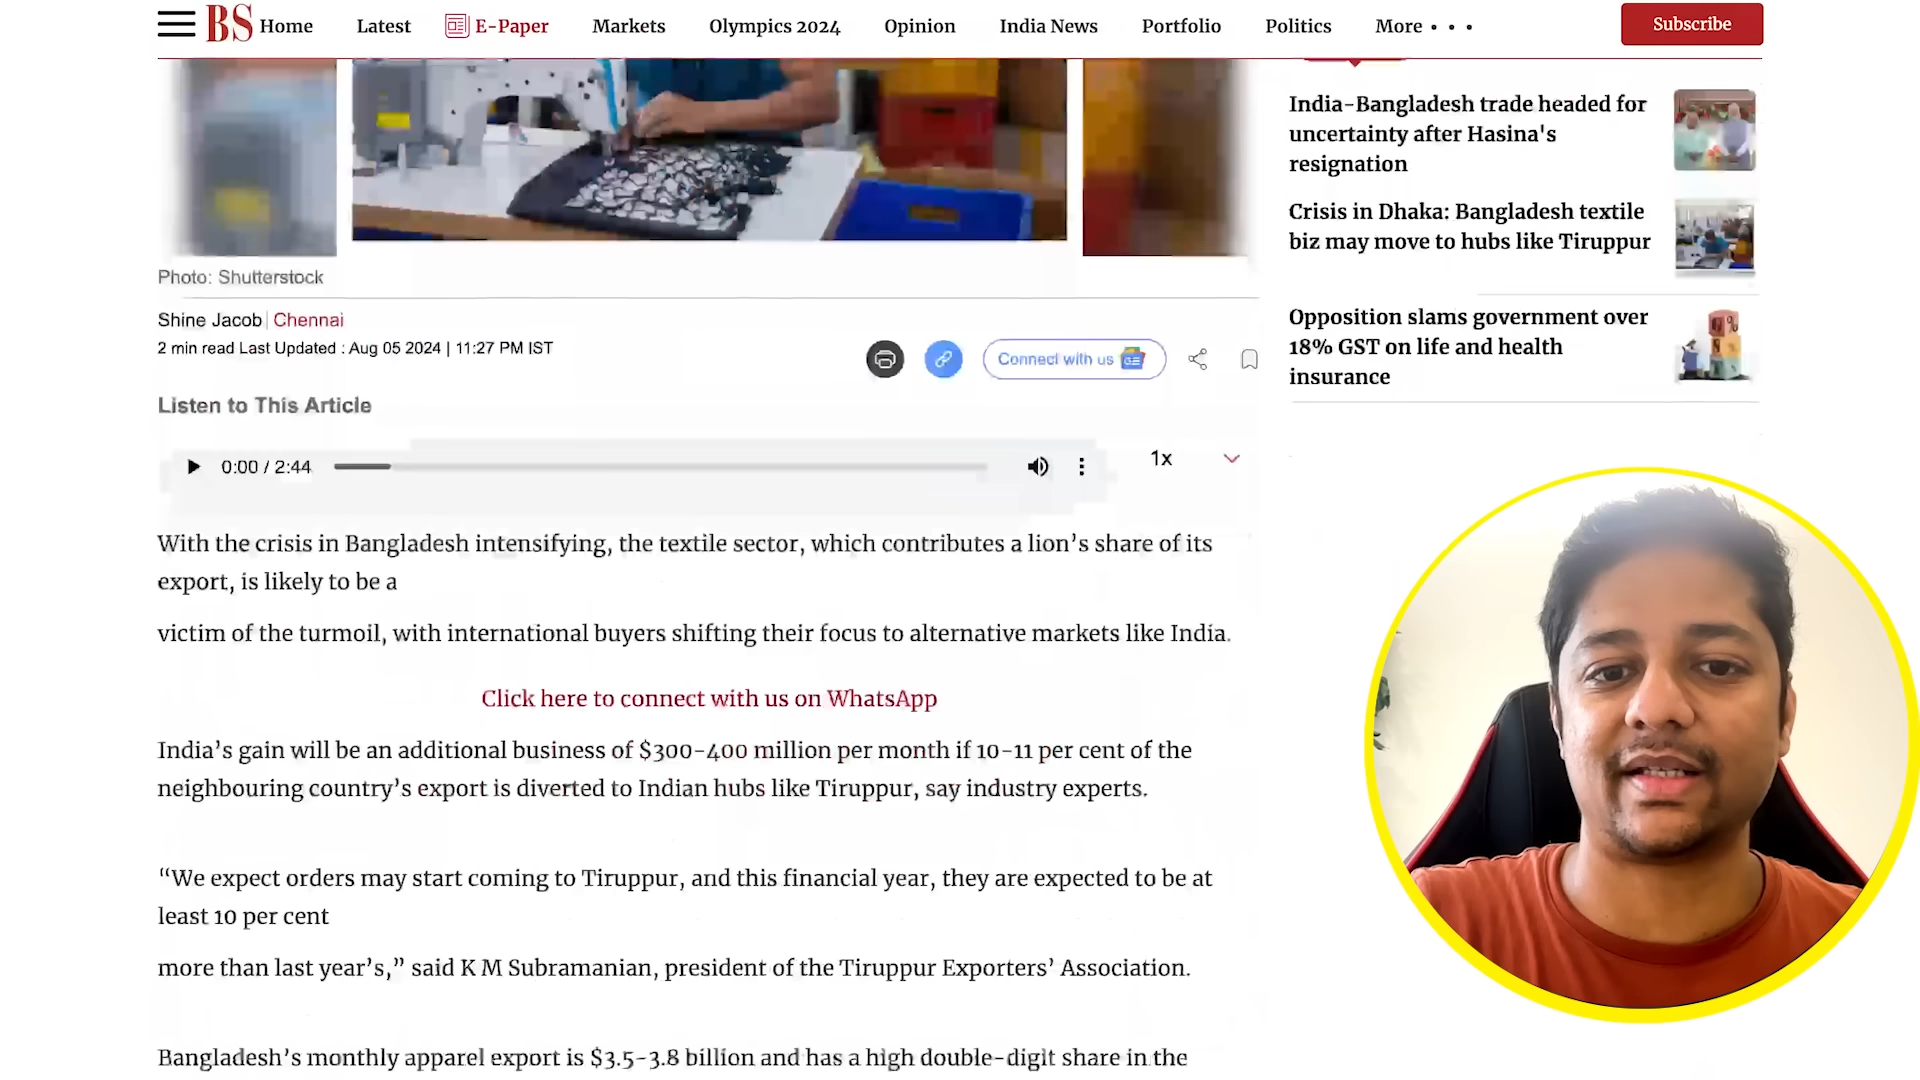 BS Home Latest E-Paper Markets Olympics 2024 Opinion India News Portfolio Politics More Subscribe
Photo: Shutterstock
Shine Jacob | Chennai
2 min read Last Updated : Aug 05 2024 | 11:27 PM IST
Connect with us
Listen to This Article
0:00 / 2:44
1x
With the crisis in Bangladesh intensifying, the textile sector, which contributes a lion’s share of its
export, is likely to be a
victim of the turmoil, with international buyers shifting their focus to alternative markets like India.
Click here to connect with us on WhatsApp
India’s gain will be an additional business of $300-400 million per month if 10-11 per cent of the
neighbouring country’s export is diverted to Indian hubs like Tiruppur, say industry experts.
“We expect orders may start coming to Tiruppur, and this financial year, they are expected to be at
least 10 per cent
more than last year’s,” said K M Subramanian, president of the Tiruppur Exporters’ Association.
Bangladesh’s monthly apparel export is $3.5-3.8 billion and has a high double-digit share in the
India-Bangladesh trade headed for
uncertainty after Hasina's
resignation
Crisis in Dhaka: Bangladesh textile
biz may move to hubs like Tiruppur
Opposition slams government over
18% GST on life and health
insurance